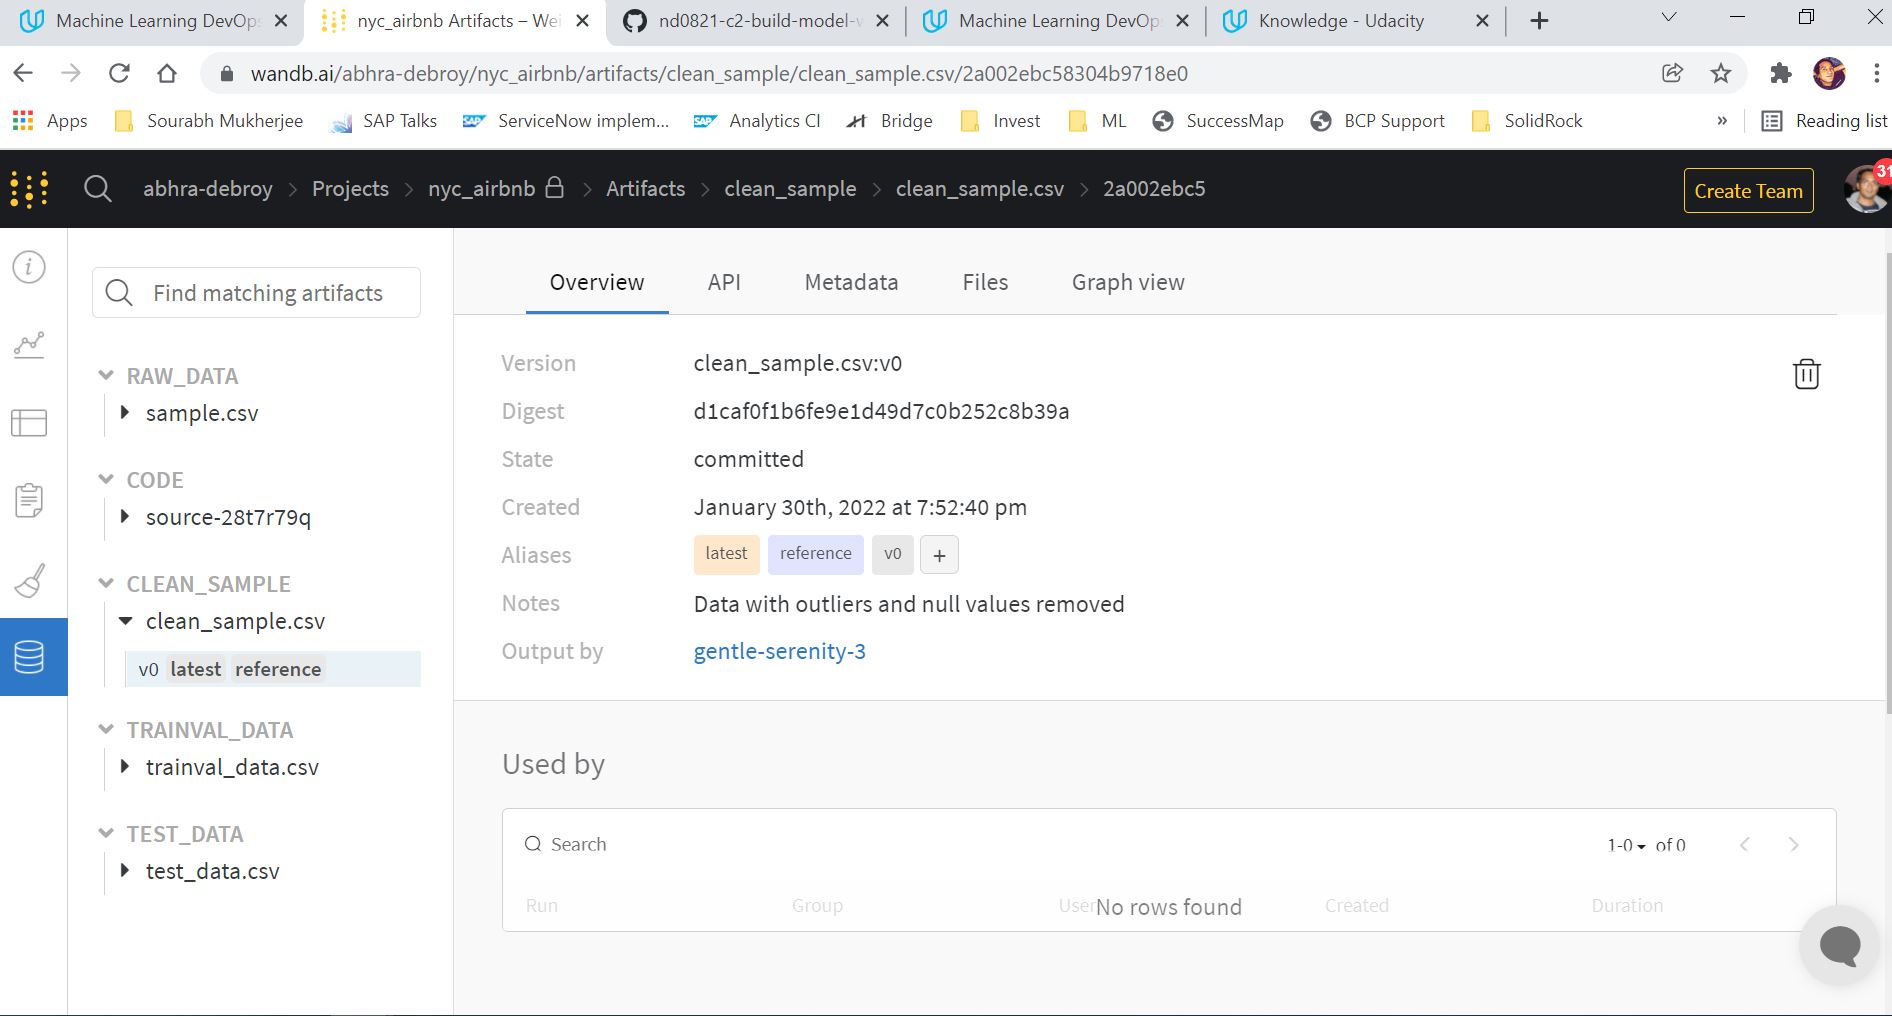 Machine Learning DevOps
nyc_airbnb Artifacts – Wei
nd0821-c2-build-model-w
Machine Learning DevOps
Knowledge - Udacity
wandb.ai/abhra-debroy/nyc_airbnb/artifacts/clean_sample/clean_sample.csv/2a002ebc58304b9718e0
Apps
Sourabh Mukherjee
SAP Talks
SAP ServiceNow implem...
SAP Analytics CI
Bridge
Invest
ML
SuccessMap
BCP Support
SolidRock
»
Reading list
abhra-debroy > Projects > nyc_airbnb > Artifacts > clean_sample > clean_sample.csv > 2a002ebc5
Create Team
31
Find matching artifacts
RAW_DATA
sample.csv
CODE
source-28t7r79q
CLEAN_SAMPLE
clean_sample.csv
v0 latest reference
TRAINVAL_DATA
trainval_data.csv
TEST_DATA
test_data.csv
Overview API Metadata Files Graph view
Version clean_sample.csv:v0
Digest d1caf0f1b6fe9e1d49d7c0b252c8b39a
State committed
Created January 30th, 2022 at 7:52:40 pm
Aliases latest reference v0 +
Notes Data with outliers and null values removed
Output by gentle-serenity-3
Used by
Search
1-0 of 0
Run Group User Created Duration
No rows found